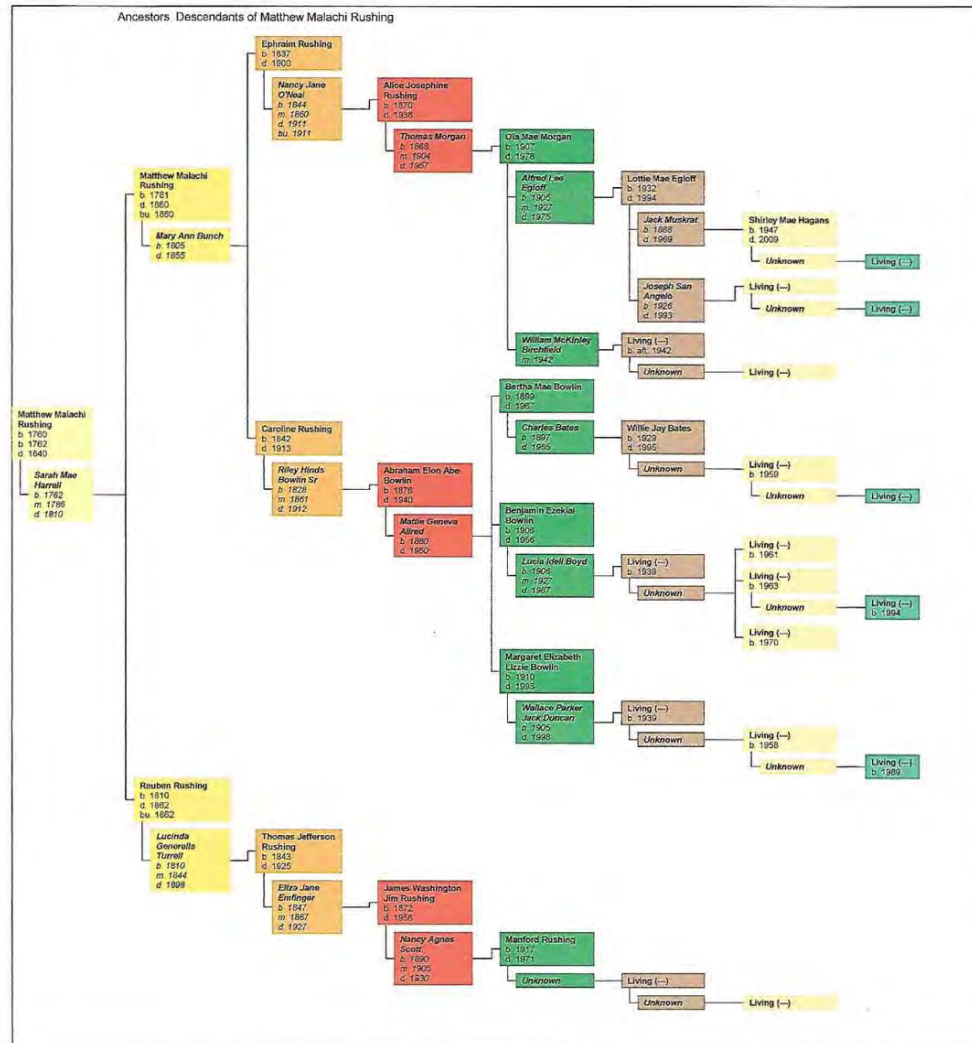 Ancestors Descendants of Matthew Malachi Rushing
Ephraim Rushing
b. 1837
d. 1900
Nancy Jane
O'Neal
b. 1844
m. 1860
d. 1911
bu. 1911
Alice Josephine
Rushing
b. 1870
d. 1938
Thomas Morgan
b. 1868
m. 1904
d. 1957
Ola Mae Morgan
b. 1907
d. 1978
Alfred Leo
Egloff
b. 1905
m. 1927
d. 1975
Lottie Mae Egloff
b. 1932
d. 1994
Jack Muskrat
b. 1888
d. 1969
Shirley Mae Hagans
b. 1947
d. 2009
Unknown
Living (---)
Joseph San
Angelo
b. 1926
d. 1993
Living (---)
Unknown
Living (---)
William McKinley
Birchfield
m. 1942
Living (---)
b. aft. 1942
Unknown
Living (---)
Matthew Malachi
Rushing
b. 1781
d. 1860
bu. 1860
Mary Ann Bunch
b. 1805
d. 1855
Caroline Rushing
b. 1842
d. 1913
Riley Hinds
Bowlin Sr
b. 1828
m. 1861
d. 1912
Abraham Elon Abe
Bowlin
b. 1876
d. 1940
Mattie Geneva
Allred
b. 1880
d. 1950
Bertha Mae Bowlin
b. 1899
d. 1967
Charles Bates
b. 1897
d. 1955
Willie Jay Bates
b. 1929
d. 1995
Unknown
Living (---)
b. 1959
Unknown
Living (---)
Benjamin Ezekial
Bowlin
b. 1906
d. 1956
Lucia Idell Boyd
b. 1906
m. 1927
d. 1967
Living (---)
b. 1939
Unknown
Living (---)
b. 1961
Living (---)
b. 1963
Unknown
Living (---)
b. 1994
Living (---)
b. 1970
Margaret Elizabeth
Lizzie Bowlin
b. 1910
d. 1993
Wallace Parker
Jack Duncan
b. 1905
d. 1998
Living (---)
b. 1939
Unknown
Living (---)
b. 1958
Unknown
Living (---)
b. 1989
Matthew Malachi
Rushing
b. 1760
b. 1762
d. 1840
Sarah Mae
Harrell
b. 1762
m. 1786
d. 1810
Reuben Rushing
b. 1810
d. 1862
bu. 1862
Lucinda
Generells
Turrell
b. 1810
m. 1844
d. 1898
Thomas Jefferson
Rushing
b. 1843
d. 1925
Eliza Jane
Emfinger
b. 1847
m. 1867
d. 1927
James Washington
Jim Rushing
b. 1872
d. 1958
Nancy Agnes
Scott
b. 1890
m. 1905
d. 1930
Manford Rushing
b. 1917
d. 1971
Unknown
Living (---)
Unknown
Living (---)